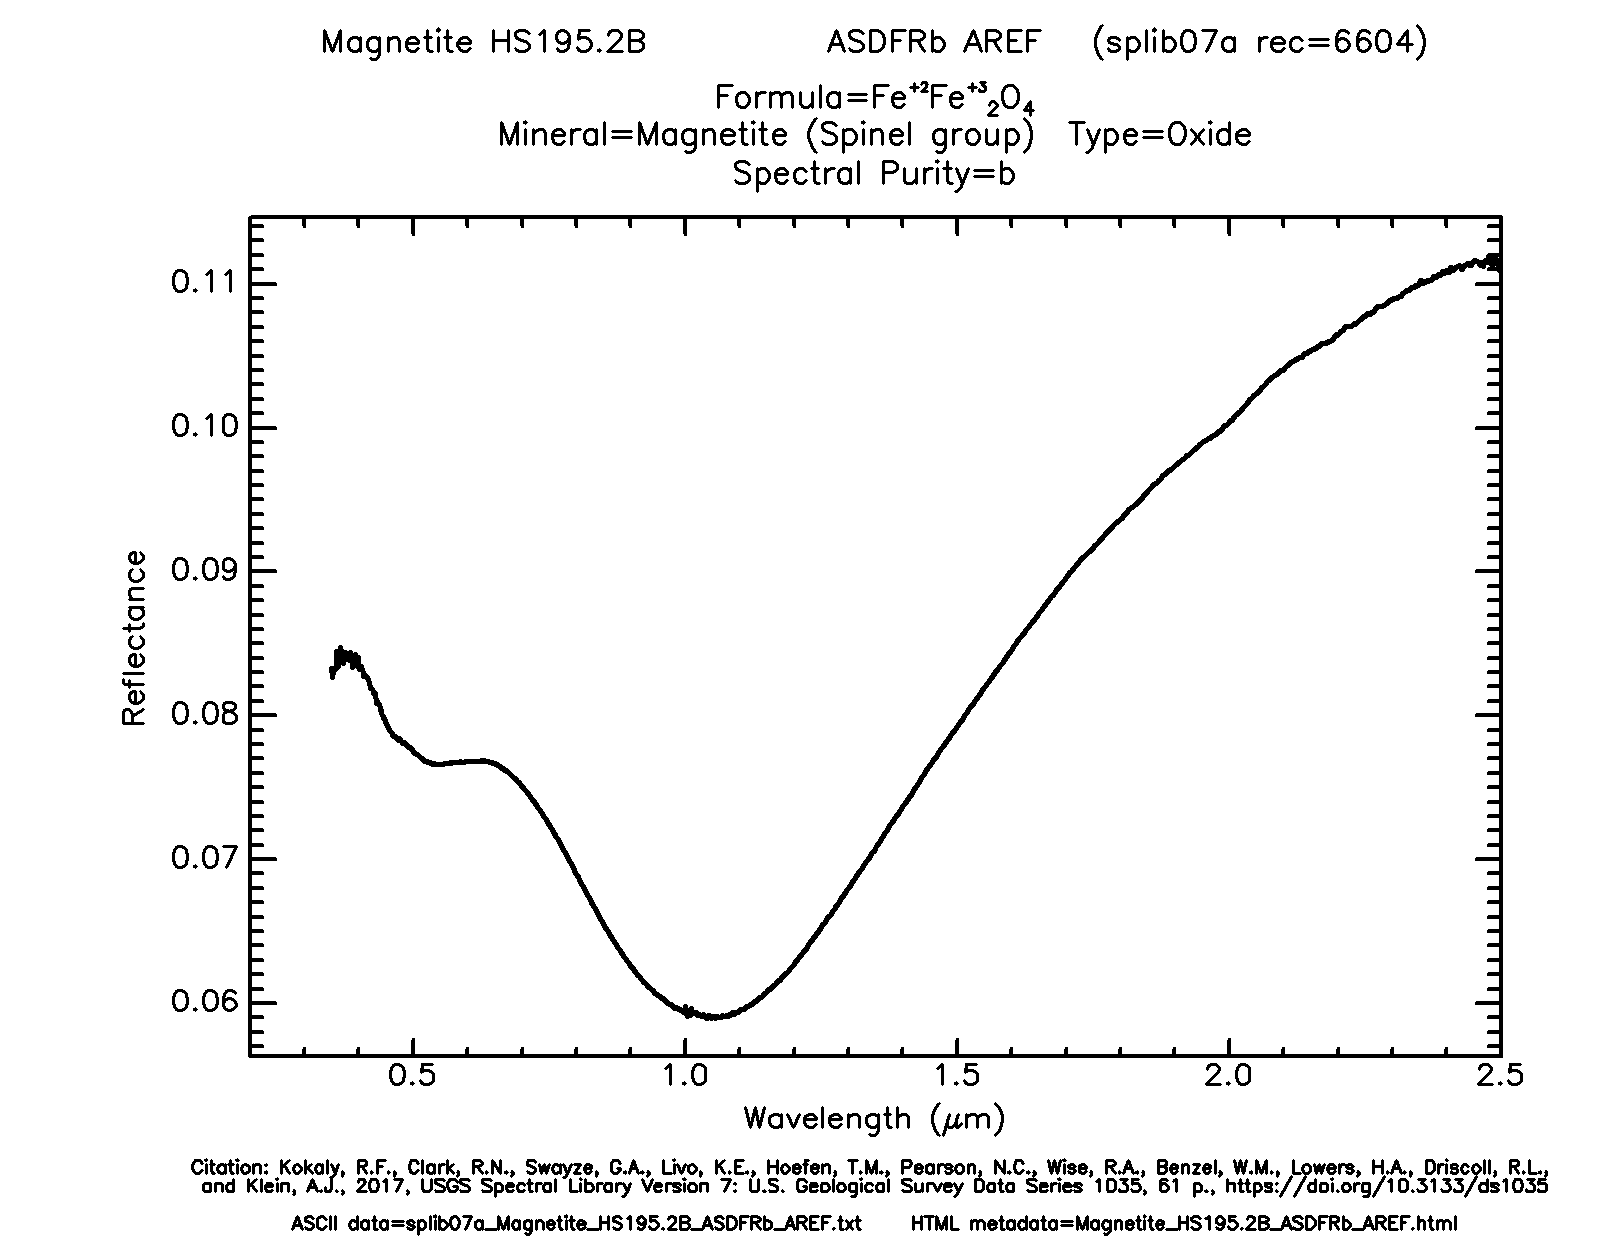 Magnetite HS195.2B ASDFRb AREF (splib07a rec=6604)
Formula=Fe⁺²Fe⁺³₂O₄
Mineral=Magnetite (Spinel group) Type=Oxide
Spectral Purity=b
0.11
0.10
0.09
0.08
0.07
0.06
Reflectance
0.5 1.0 1.5 2.0 2.5
Wavelength (μm)
Citation: Kokaly, R.F., Clark, R.N., Swayze, G.A., Livo, K.E., Hoefen, T.M., Pearson, N.C., Wise, R.A., Benzel, W.M., Lowers, H.A., Driscoll, R.L.,
and Klein, A.J., 2017, USGS Spectral Library Version 7: U.S. Geological Survey Data Series 1035, 61 p., https://doi.org/10.3133/ds1035
ASCII data=splib07a_Magnetite_HS195.2B_ASDFRb_AREF.txt HTML metadata=Magnetite_HS195.2B_ASDFRb_AREF.html